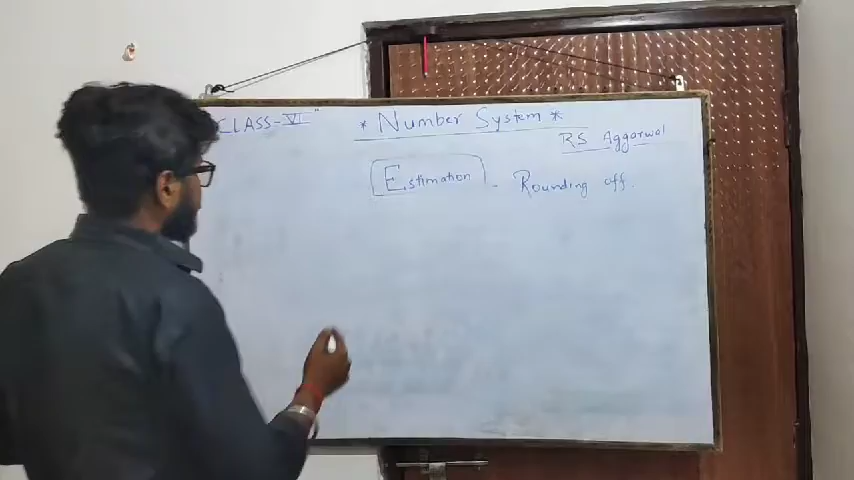 CLASS-VI"
* Number System *
RS Aggarwal
Estimation - Rounding off.